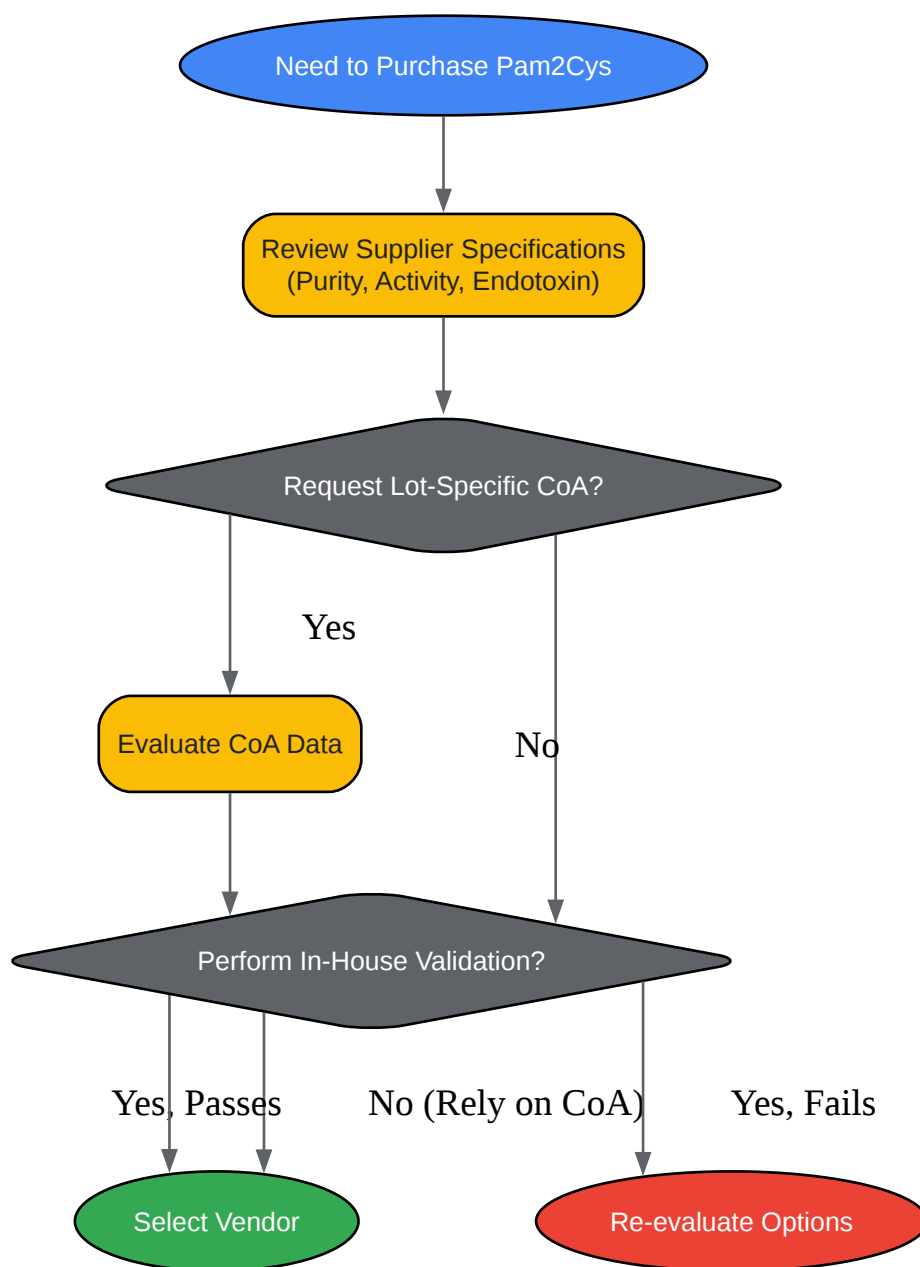 Need to Purchase Pam2Cys
Review Supplier Specifications
(Purity, Activity, Endotoxin)
Request Lot-Specific CoA?
Yes
Evaluate CoA Data
No
Perform In-House Validation?
Yes, Passes
No (Rely on CoA)
Yes, Fails
Select Vendor
Re-evaluate Options